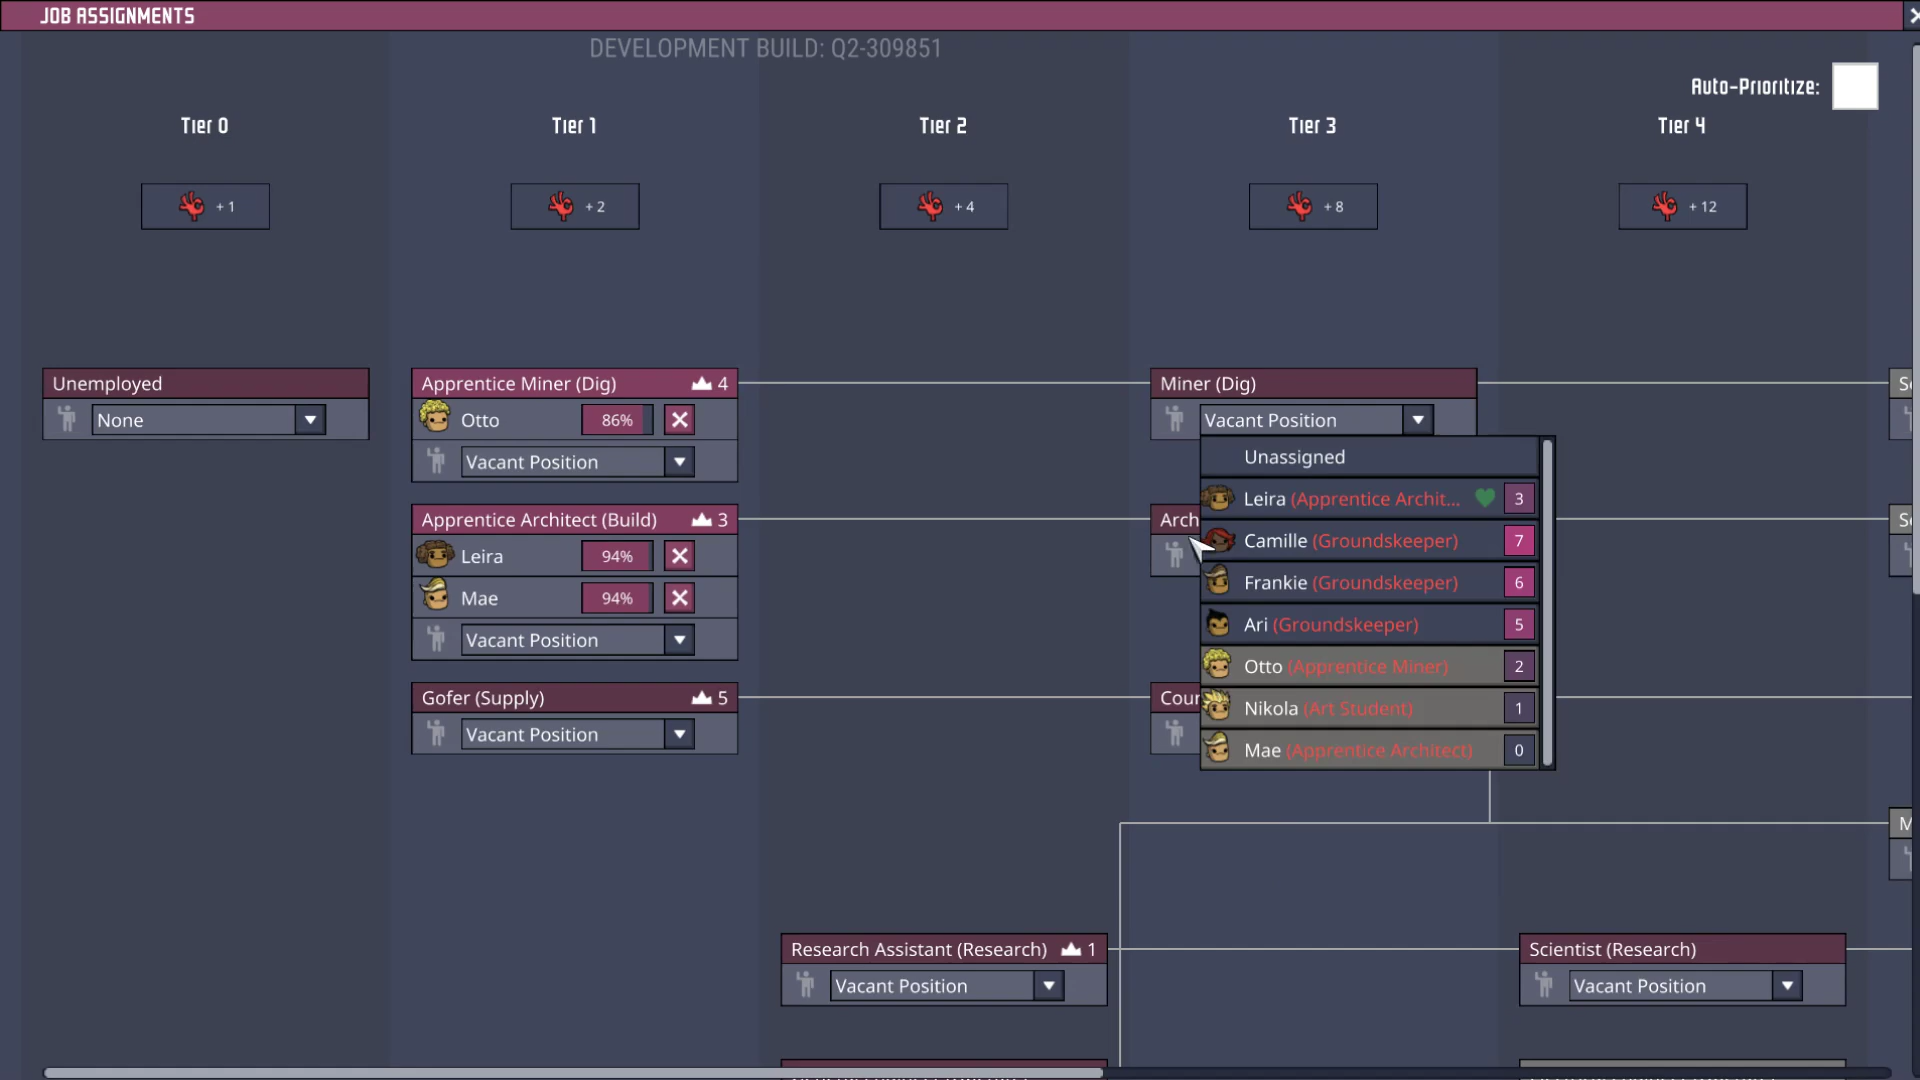 JOB ASSIGNMENTS
DEVELOPMENT BUILD: Q2-309851
Auto-Prioritize:
Tier 0
Tier 1
Tier 2
Tier 3
Tier 4
+ 1
+ 2
+ 4
+ 8
+ 12
Unemployed
None
Apprentice Miner (Dig) 4
Otto 86%
Vacant Position
Apprentice Architect (Build) 3
Leira 94%
Mae 94%
Vacant Position
Gofer (Supply) 5
Vacant Position
Research Assistant (Research) 1
Vacant Position
Miner (Dig)
Vacant Position
Unassigned
Leira (Apprentice Archit... 3
Camille (Groundskeeper) 7
Frankie (Groundskeeper) 6
Ari (Groundskeeper) 5
Otto (Apprentice Miner) 2
Nikola (Art Student) 1
Mae (Apprentice Architect) 0
Arch
Cour
Scientist (Research)
Vacant Position